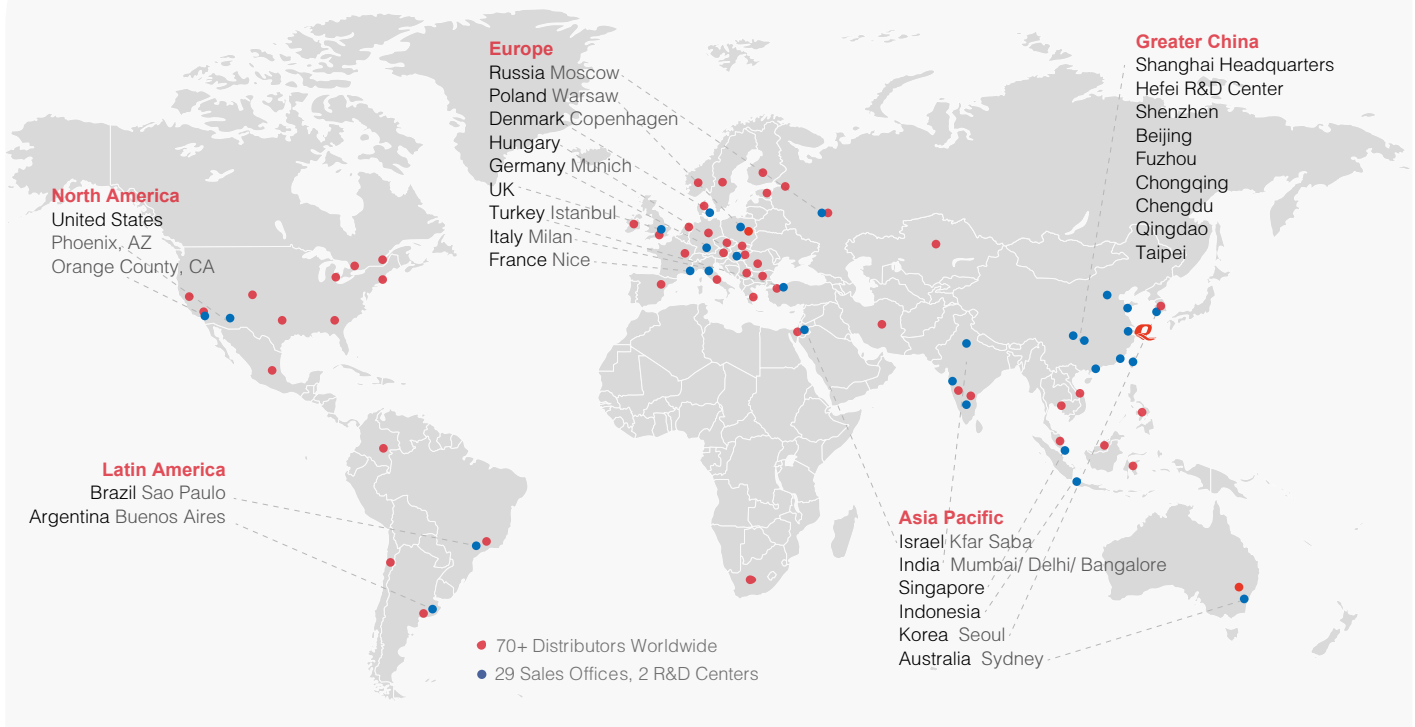 North America
United States
Phoenix, AZ
Orange County, CA
Latin America
Brazil Sao Paulo
Argentina Buenos Aires
Europe
Russia Moscow
Poland Warsaw
Denmark Copenhagen
Hungary
Germany Munich
UK
Turkey Istanbul
Italy Milan
France Nice
Greater China
Shanghai Headquarters
Hefei R&D Center
Shenzhen
Beijing
Fuzhou
Chongqing
Chengdu
Qingdao
Taipei
Asia Pacific
Israel Kfar Saba
India Mumbai/ Delhi/ Bangalore
Singapore
Indonesia
Korea Seoul
Australia Sydney
70+ Distributors Worldwide
29 Sales Offices, 2 R&D Centers